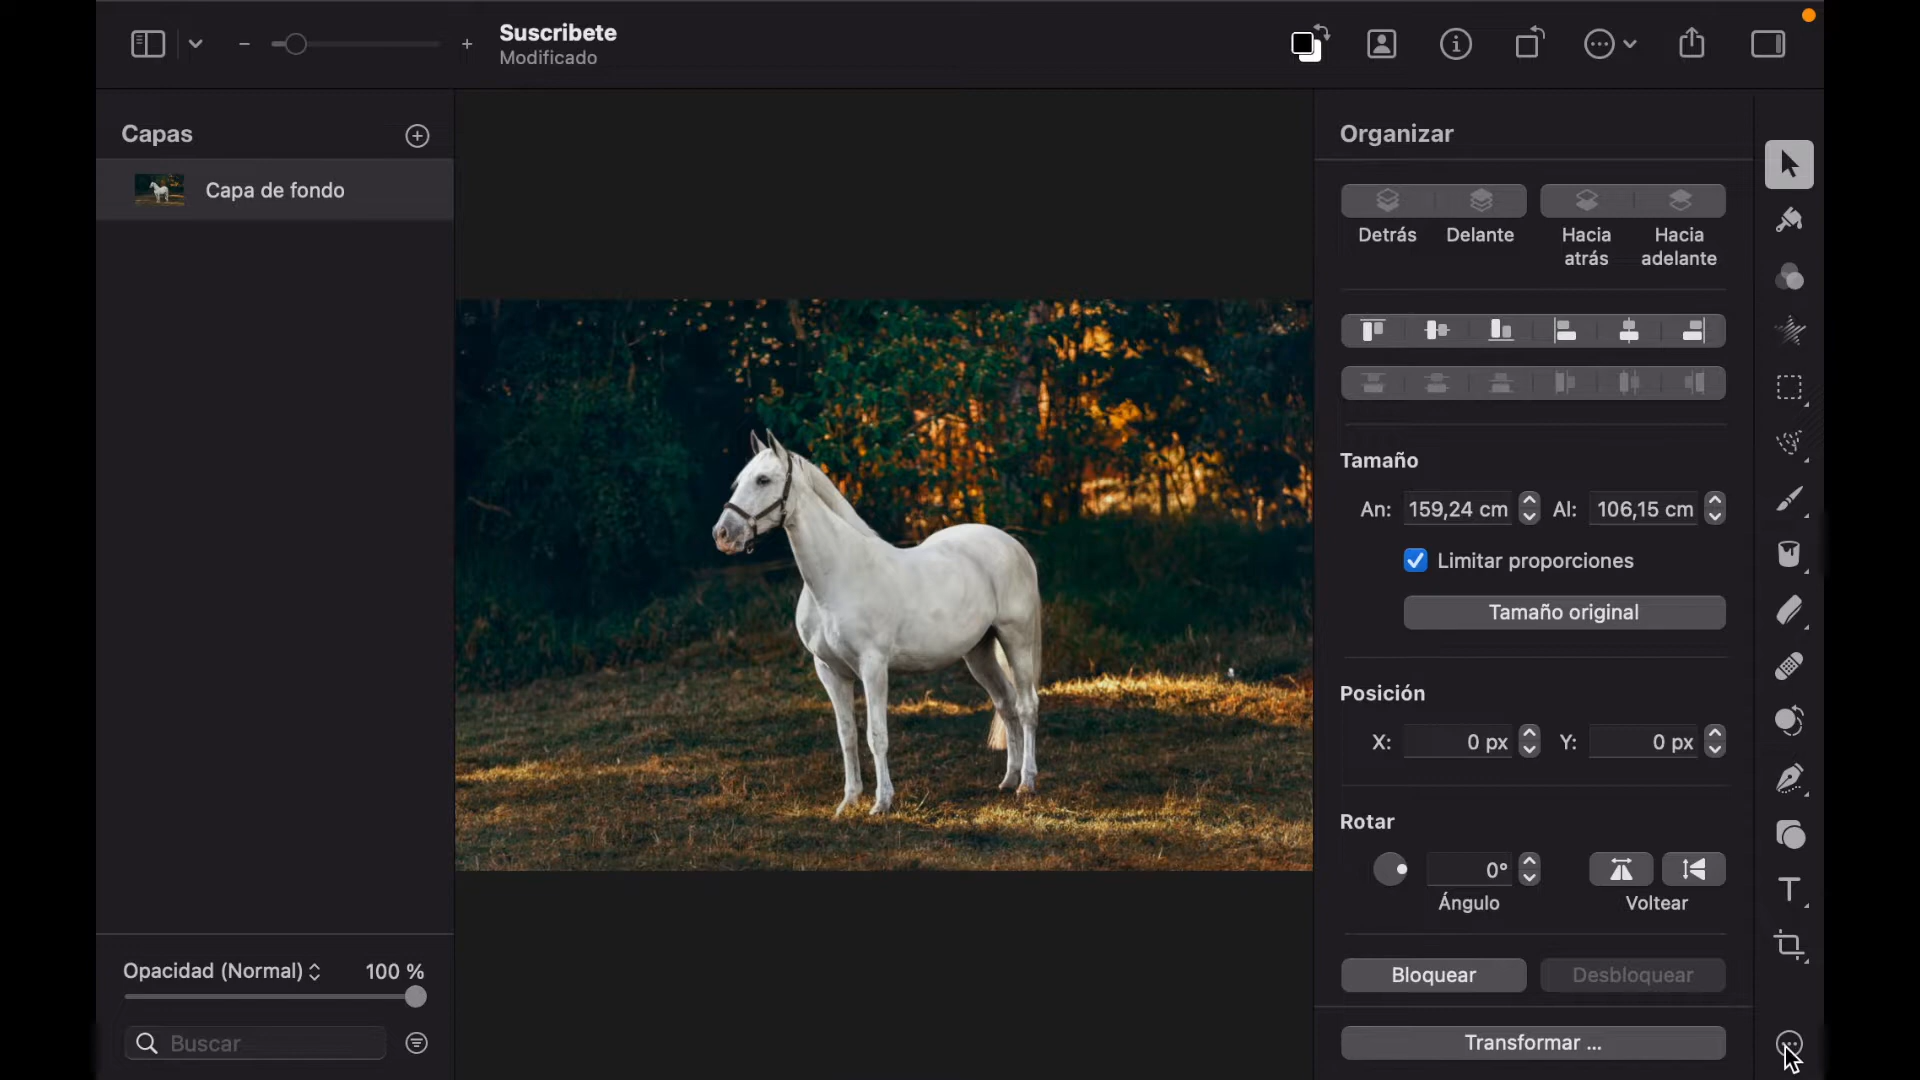 Suscribete
Modificado
Capas
Capa de fondo
Opacidad (Normal) 100 %
Buscar
Organizar
Detrás Delante Hacia atrás Hacia adelante
Tamaño
An: 159,24 cm Al: 106,15 cm
Limitar proporciones
Tamaño original
Posición
X: 0 px Y: 0 px
Rotar
0°
Ángulo Voltear
Bloquear Desbloquear
Transformar ...